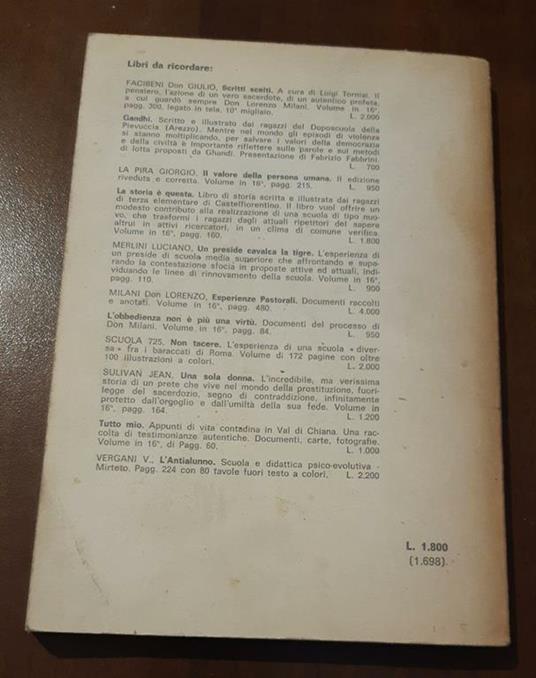 Libri da ricordare:
FACIBENI Don GIULIO, Scritti scelti. A cura di Luigi Tornial. Il
pensiero, l'azione di un vero sacerdote, di un autentico profeta,
a cui guardò sempre Don Lorenzo Milani. Volume in 16°,
pagg. 300, legato in tela, 10° migliaio. L. 2.000
Gandhi. Scritto e illustrato dai ragazzi del Doposcuola della
Pievuccia (Arezzo). Mentre nel mondo gli episodi di violenza
si stanno moltiplicando, per salvare i valori della democrazia
e della civiltà è importante riflettere sulle parole e sui metodi
di lotta proposti da Ghandi. Presentazione di Fabrizio Fabbrini.
L. 700
LA PIRA GIORGIO. Il valore della persona umana. II edizione
riveduta e corretta. Volume in 16°, pagg. 215. L. 950
La storia è questa. Libro di storia scritta e illustrata dai ragazzi
di terza elementare di Castelfiorentino. Il libro vuol offrire un
modesto contributo alla realizzazione di una scuola di tipo nuo-
vo, che trasformi i ragazzi dagli attuali ripetitori del sapere
altrui in attivi ricercatori, in un clima di comune verifica.
Volume in 16°, pagg. 160. L. 1.800
MERLINI LUCIANO, Un preside cavalca la tigre. L'esperienza di
un preside di scuola media superiore che affrontando e supe-
rando la contestazione sfocia in proposte attive ed attuali, indi-
viduando le linee di rinnovamento della scuola. Volume in 16°,
pagg. 110. L. 900
MILANI Don LORENZO, Esperienze Pastorali. Documenti raccolti
e anotati. Volume in 16°, pagg. 480. L. 4.000
L'obbedienza non è più una virtù. Documenti del processo di
Don Milani. Volume in 16°, pagg. 84. L. 950
SCUOLA 725. Non tacere. L'esperienza di una scuola « diver-
sa » fra i baraccati di Roma. Volume di 172 pagine con oltre
100 illustrazioni a colori. L. 2.000
SULIVAN JEAN, Una sola donna. L'incredibile, ma verissima
storia di un prete che vive nel mondo della prostituzione, fuori-
legge del sacerdozio, segno di contraddizione, infinitamente
protetto dall'orgoglio e dall'umiltà della sua fede. Volume in
16°, pagg. 164. L. 1.200
Tutto mio. Appunti di vita contadina in Val di Chiana. Una rac-
colta di testimonianze autentiche. Documenti, carte, fotografie.
Volume in 16°, di Pagg. 60. L. 1.000
VERGANI V., L'Antialunno. Scuola e didattica psico-evolutiva -
Mirteto. Pagg. 224 con 80 tavole fuori testo a colori. L. 2.200
L. 1.800
(1.698)